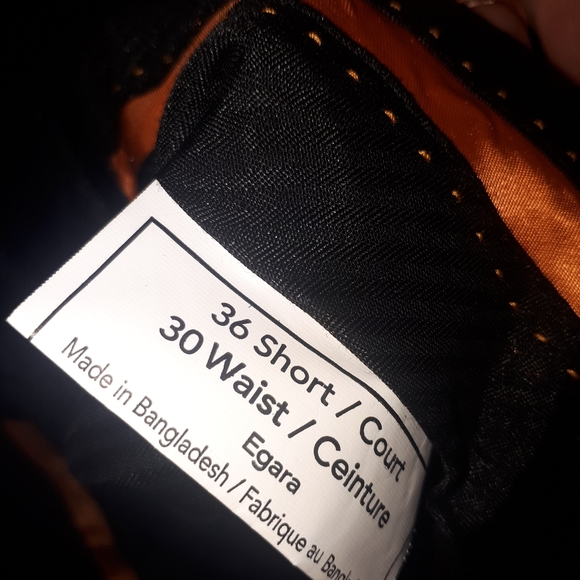 36 Short / Court
30 Waist / Ceinture
Egara
Made in Bangladesh / Fabrique au